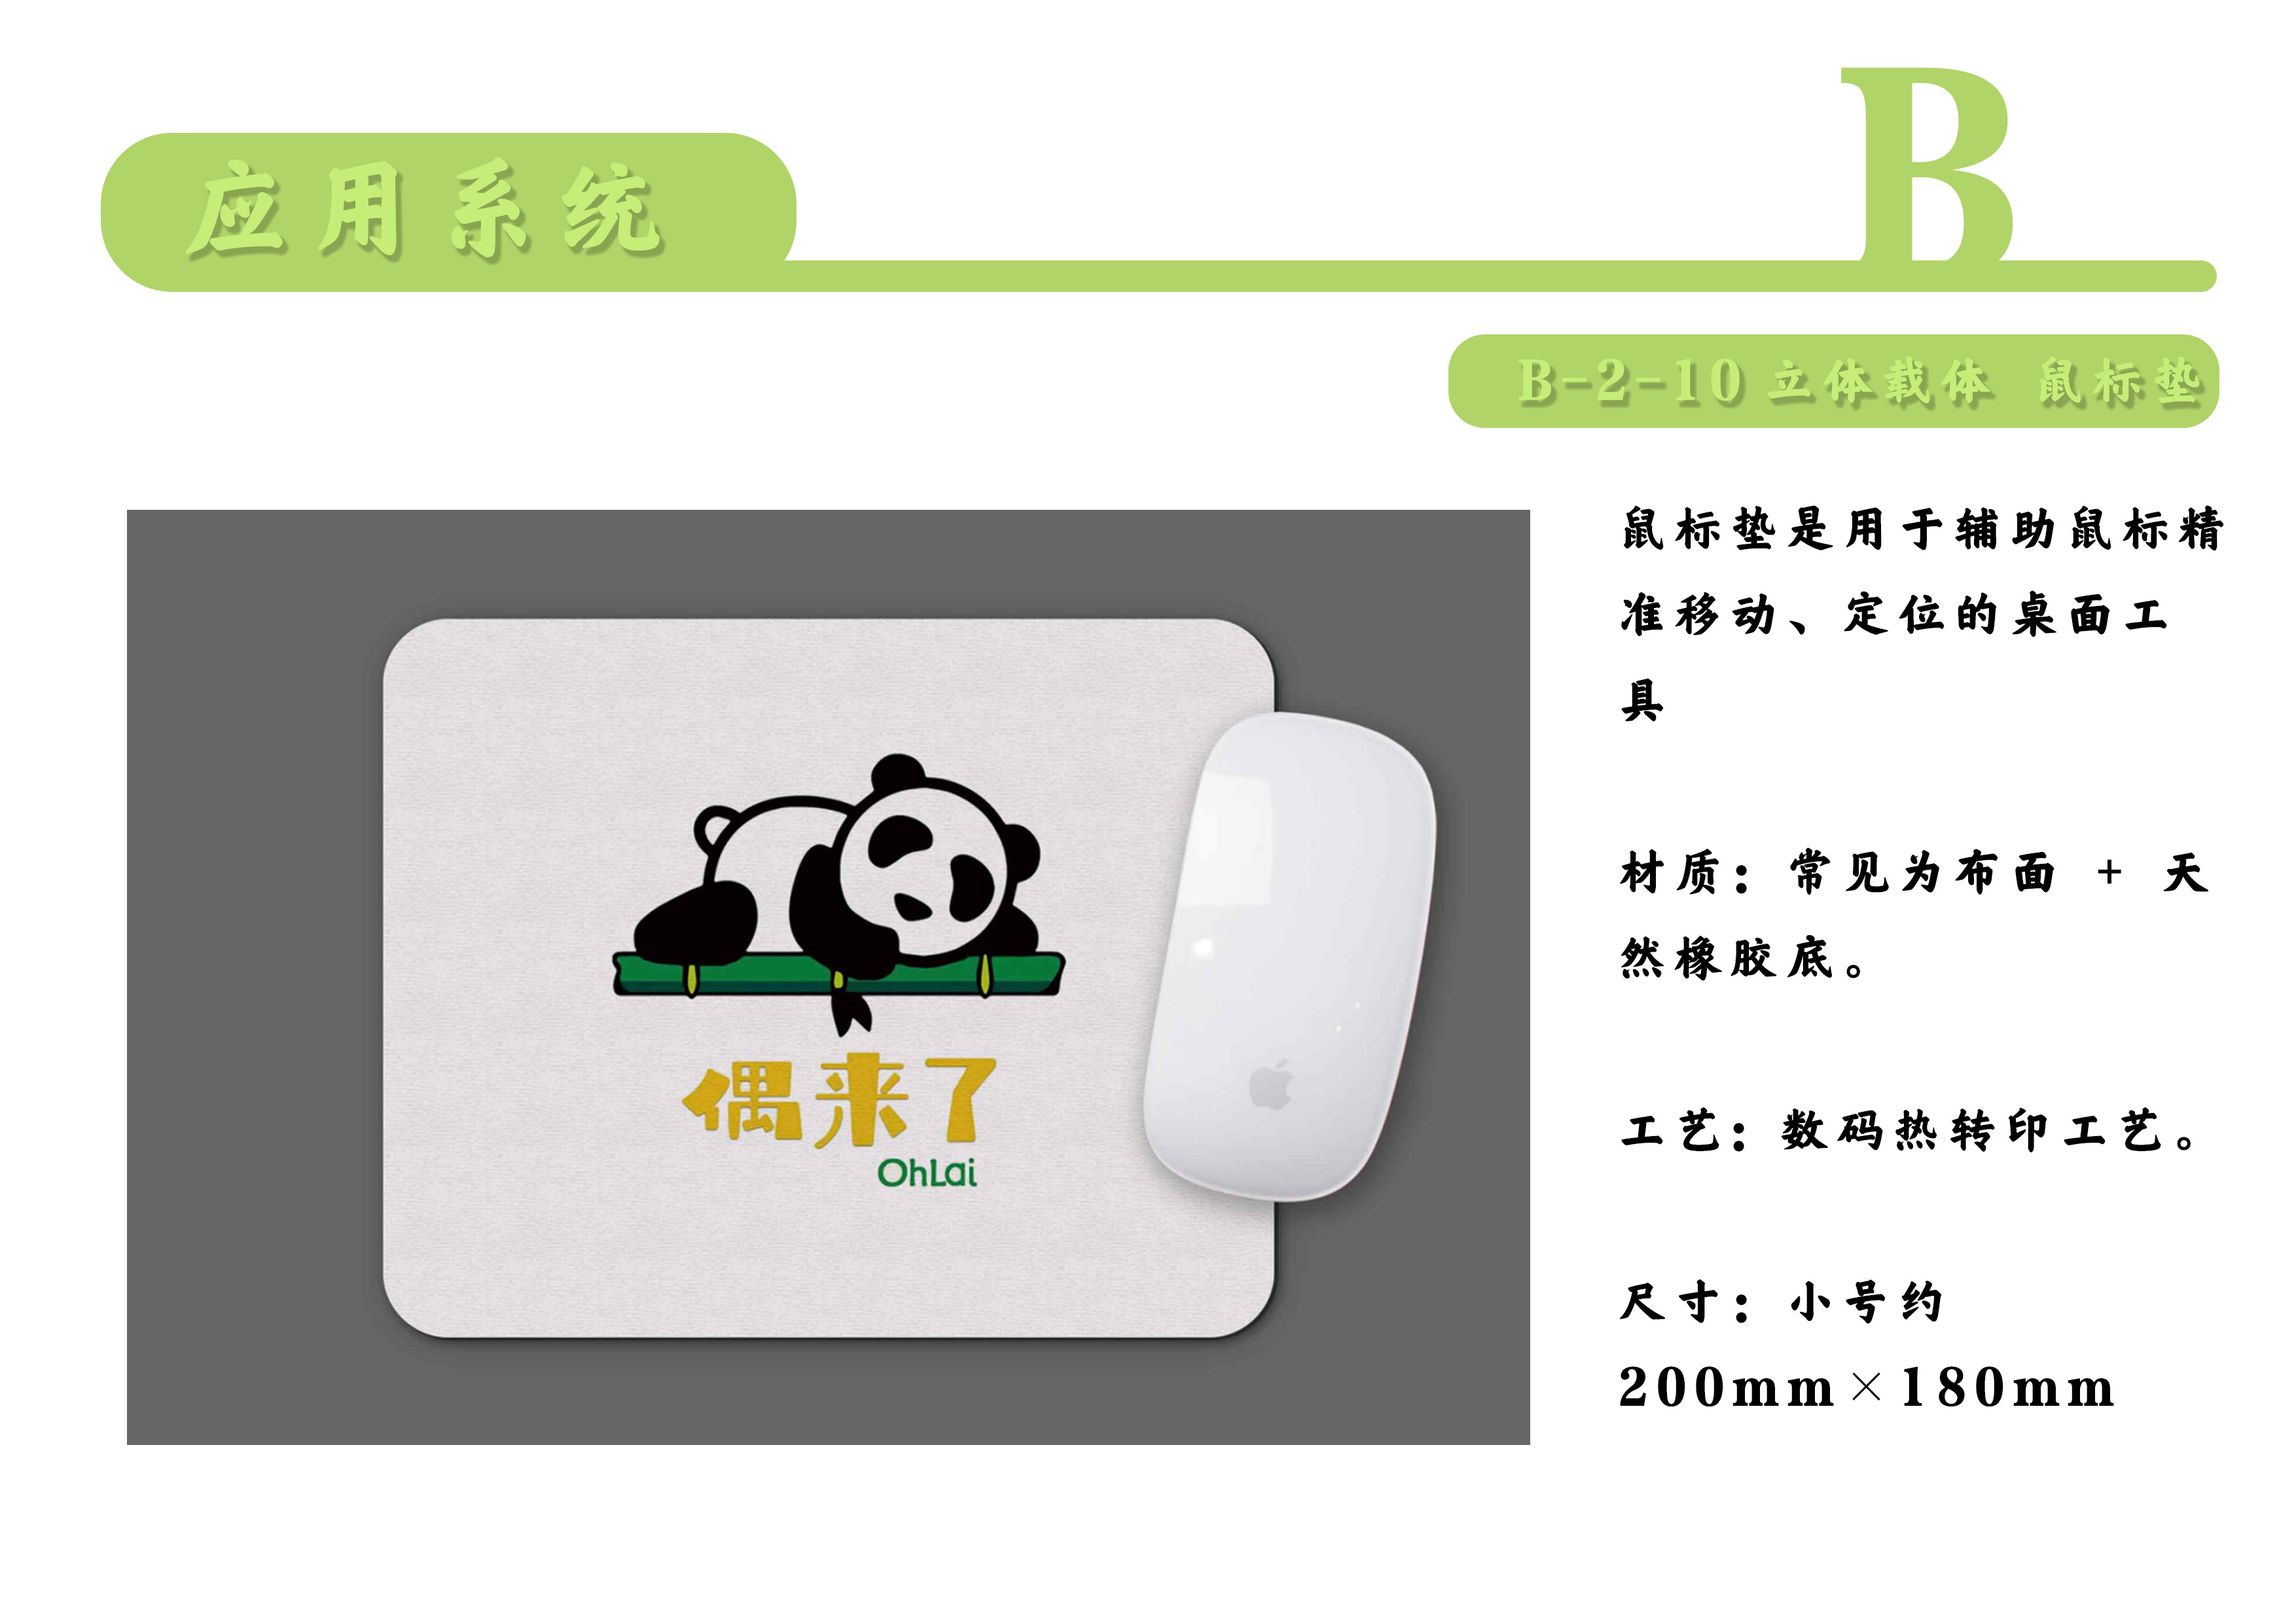 应用系统
B
B-2-10 立体载体 鼠标垫
鼠标垫是用于辅助鼠标精
准移动、定位的桌面工
具
材质：常见为布面 + 天
然橡胶底。
工艺：数码热转印工艺。
尺寸：小号约
200mm×180mm
偶来了
OhLai